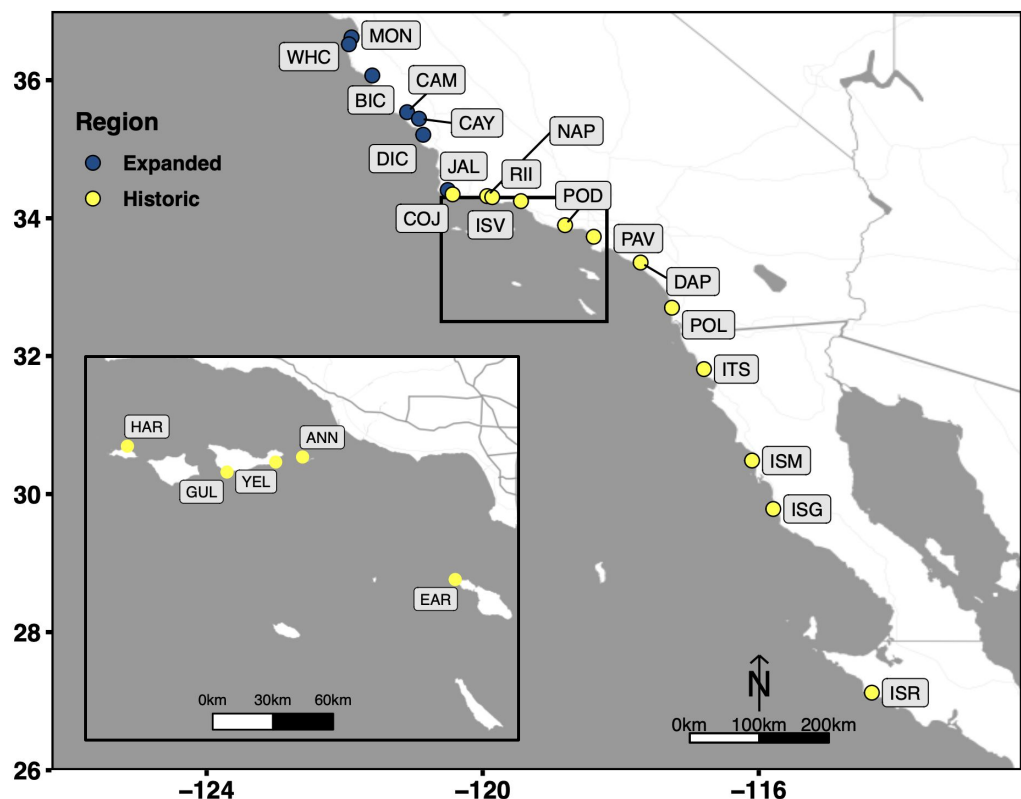 36
34
32
30
28
26
−124
−120
−116
Region
Expanded
Historic
MON
WHC
CAM
BIC
CAY
NAP
DIC
JAL
RII
POD
COJ
ISV
PAV
DAP
POL
ITS
ISM
ISG
ISR
HAR
ANN
GUL
YEL
EAR
0km 30km 60km
N
0km 100km 200km